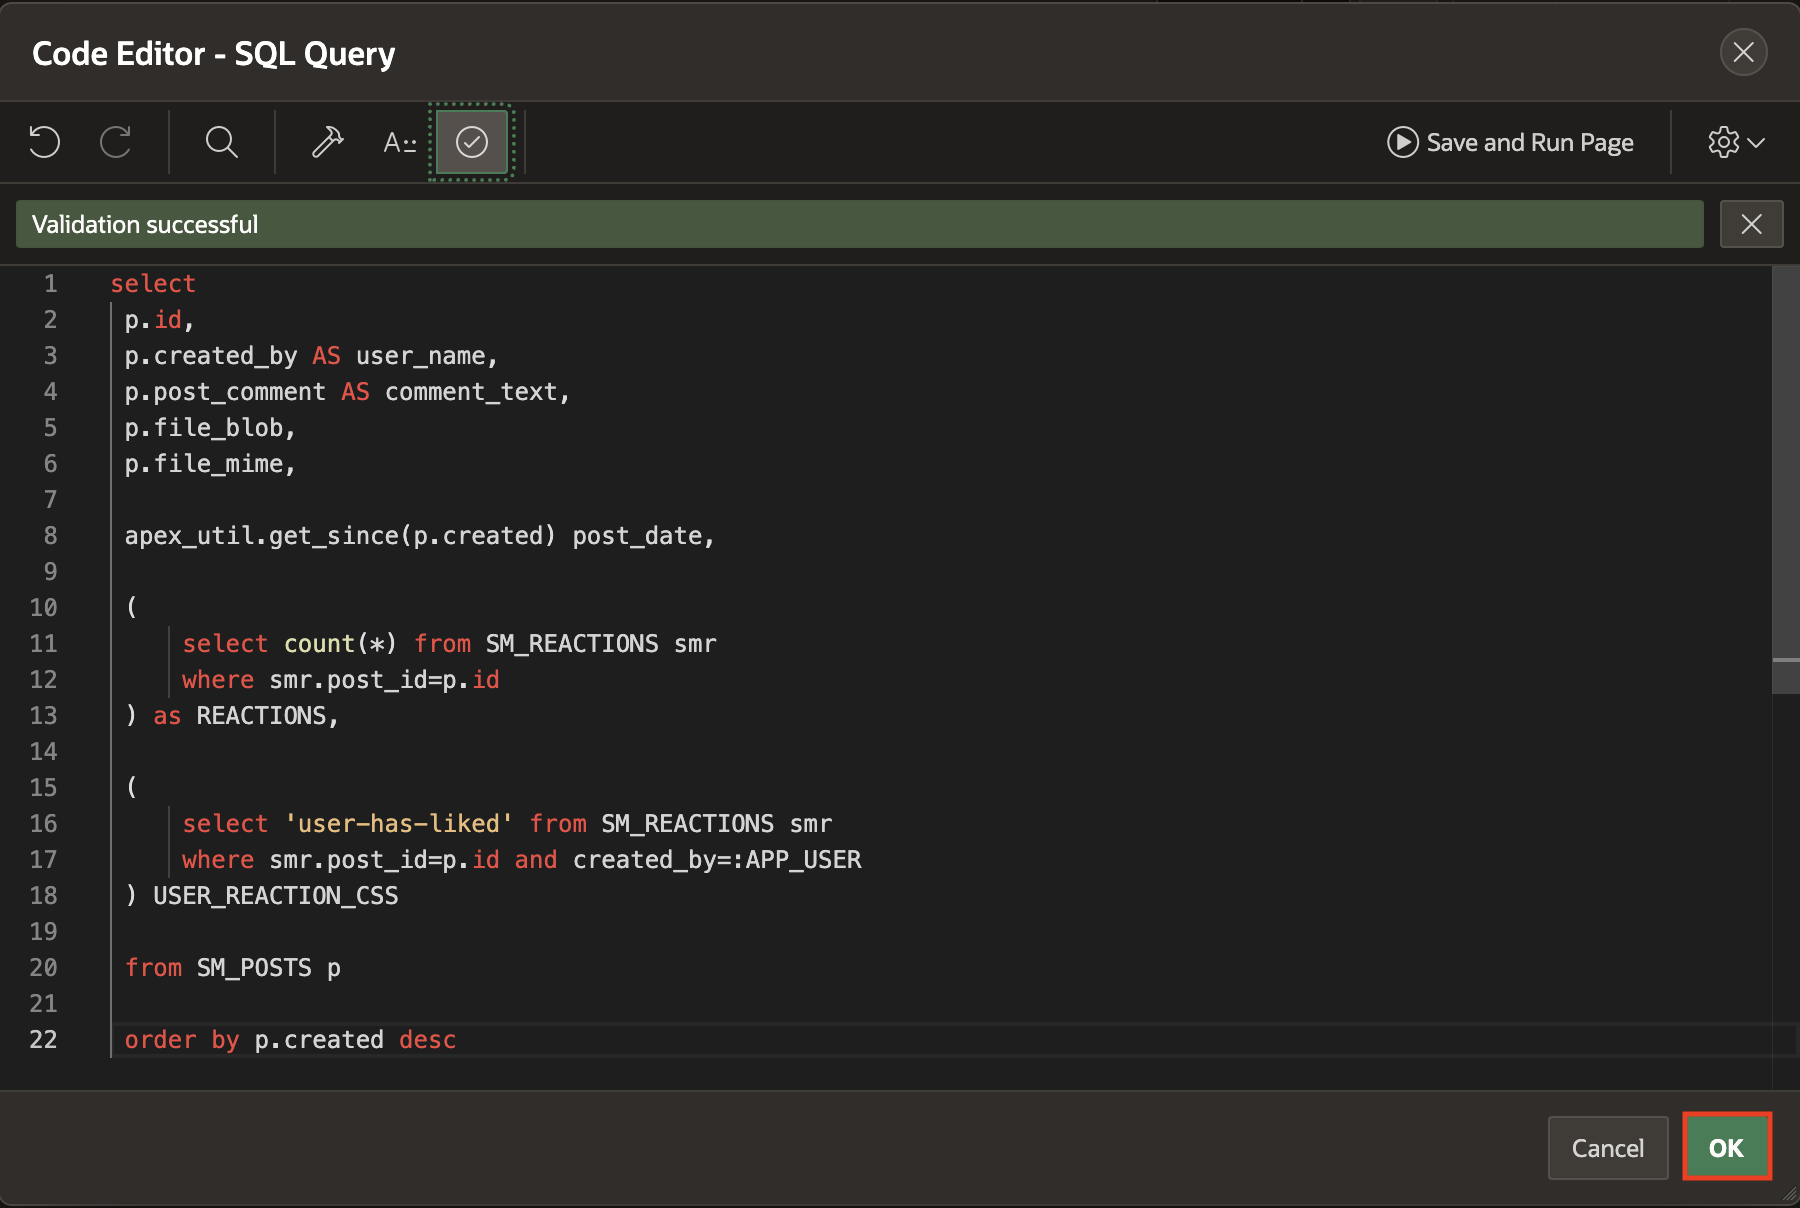 Code Editor - SQL Query
A::
Save and Run Page
Validation successful
1 select
2 p.id,
3 p.created_by AS user_name,
4 p.post_comment AS comment_text,
5 p.file_blob,
6 p.file_mime,
7
8 apex_util.get_since(p.created) post_date,
9
10 (
11 select count(*) from SM_REACTIONS smr
12 where smr.post_id=p.id
13 ) as REACTIONS,
14
15 (
16 select 'user-has-liked' from SM_REACTIONS smr
17 where smr.post_id=p.id and created_by=:APP_USER
18 ) USER_REACTION_CSS
19
20 from SM_POSTS p
21
22 order by p.created desc
Cancel
OK